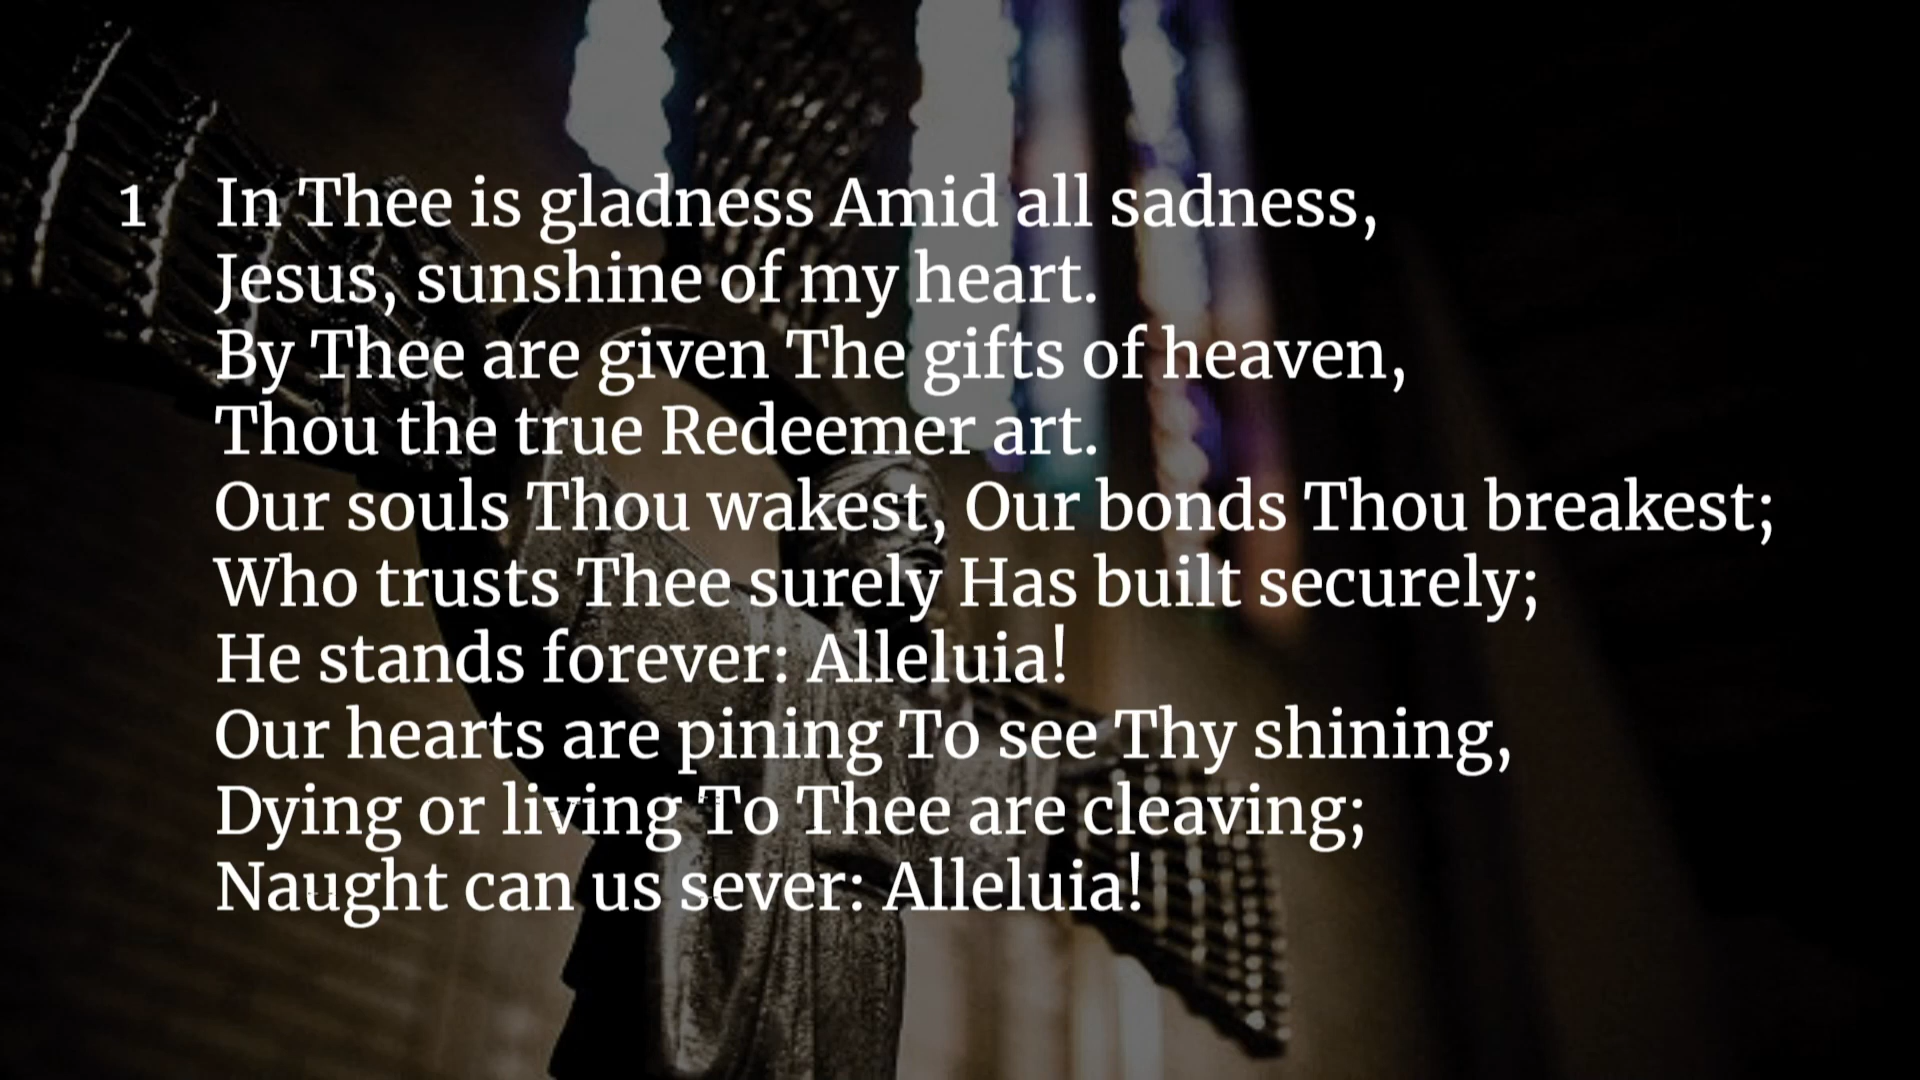 1 In Thee is gladness Amid all sadness,
Jesus, sunshine of my heart.
By Thee are given The gifts of heaven,
Thou the true Redeemer art.
Our souls Thou wakest, Our bonds Thou breakest;
Who trusts Thee surely Has built securely;
He stands forever: Alleluia!
Our hearts are pining To see Thy shining,
Dying or living To Thee are cleaving;
Naught can us sever: Alleluia!